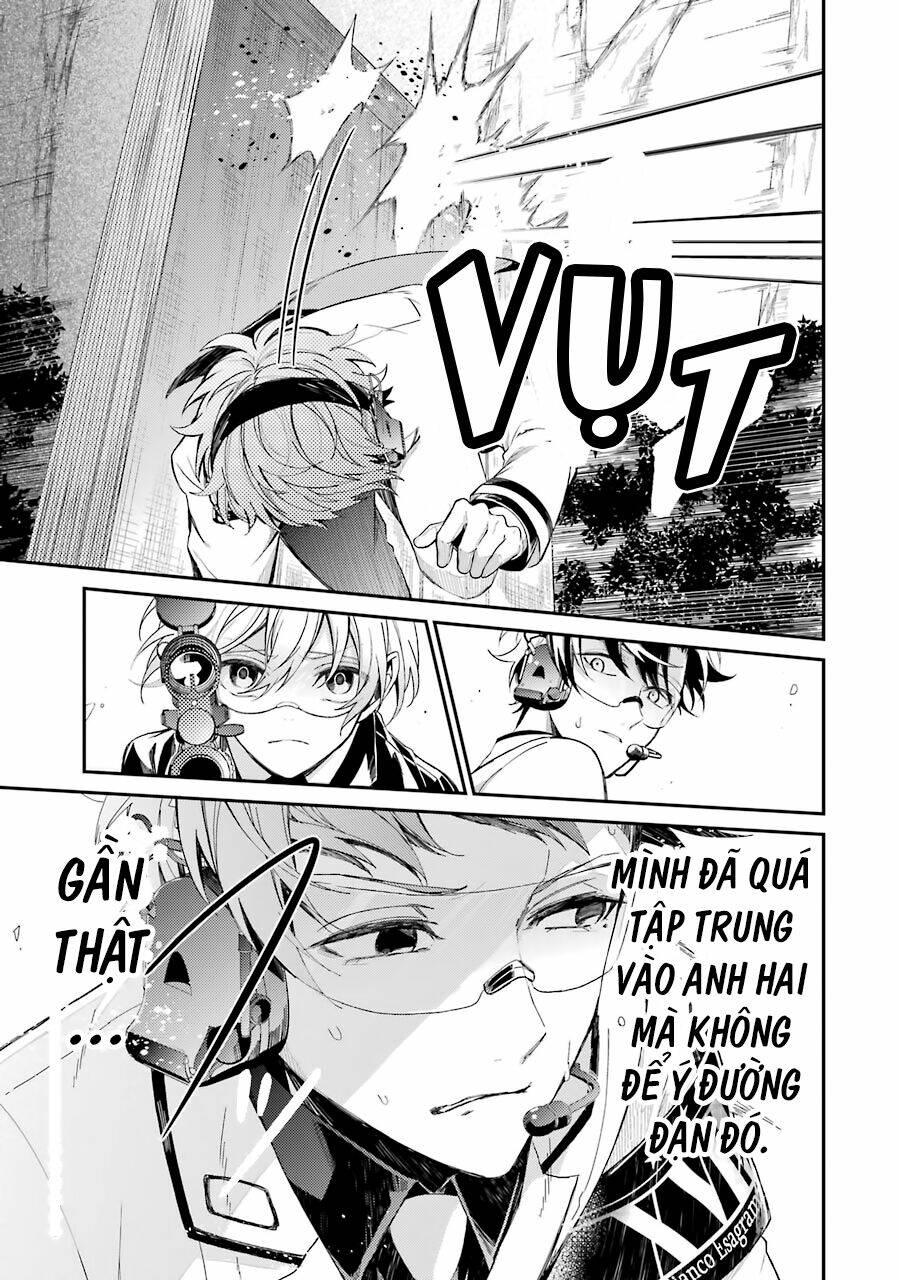 VỤT
MÌNH ĐÃ QUÁ
TẬP TRUNG
VÀO ANH HAI
MÀ KHÔNG
ĐỂ Ý ĐƯỜNG
ĐẠN ĐÓ.
GẦN
THẬT
....